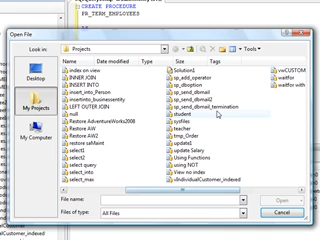 CREATE PROCEDURE
PR_TERM_EMPLOYEES
Open File
Look in:
Projects
Tools
Desktop
My Projects
My Computer
Name
Date modified
Type
Size
Tags
index on view
INNER JOIN
INSERT INTO
insert_into_Person
insertinto_businessentity
LEFT OUTER JOIN
null
Restore AdventureWorks2008
Restore AW
Restore AW2
restore saMaint
select1
select2
select query
select_into
select_max
Solution1
sp_add_operator
sp_dboption
sp_send_dbmail
sp_send_dbmail2
sp_send_dbmail_termination
student
sysfiles
teacher
tmp_Order
update1
update Salary
Using Functions
using NOT
View no index
vIndividualCustomer_indexed
vwCUSTOM
waitfor
waitfor with
File name:
Files of type:
All Files
Open
Cancel